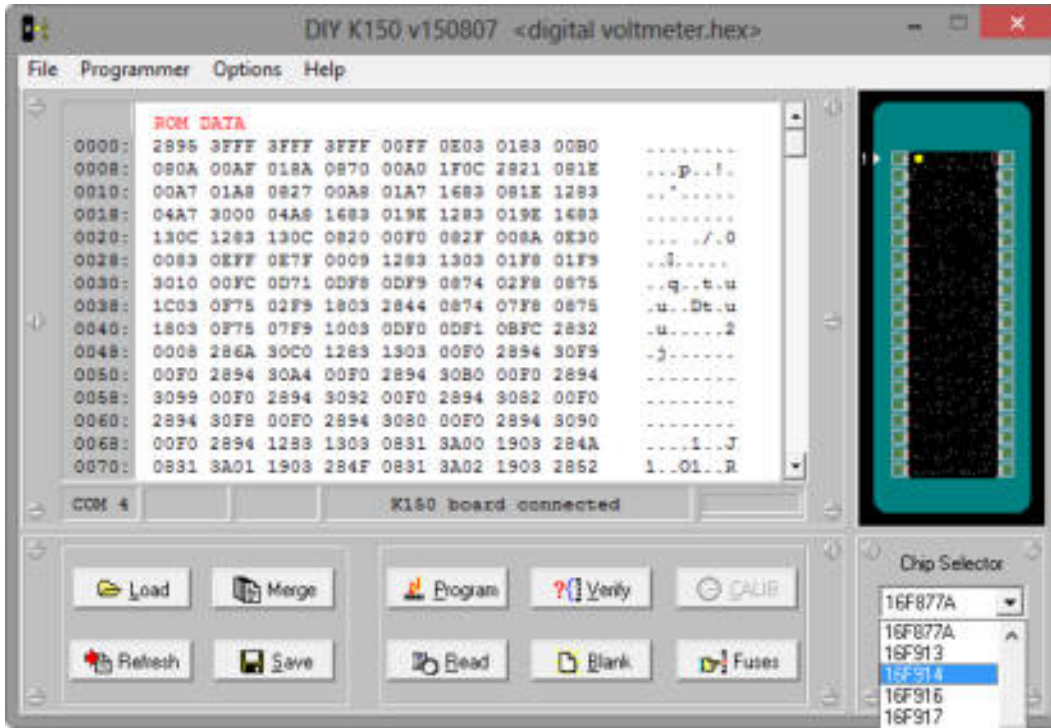 DIY K150 v150807 <digital voltmeter.hex>
File Programmer Options Help
ROM DATA
0000: 2895 3FFF 3FFF 3FFF 00FF 0E03 0183 00B0 ........
0008: 080A 00AF 018A 0870 00A0 1F0C 2821 081E ...p..!.
0010: 00A7 01A8 0827 00A8 01A7 1683 081E 1283 ..'.....
0018: 04A7 3000 04A8 1683 019E 1283 019E 1683 ........
0020: 130C 1283 130C 0820 00F0 082F 008A 0E30 ... ./.0
0028: 0083 0EFF 0E7F 0009 1283 1303 01F8 01F9
0030: 3010 00FC 0D71 0DF8 0DF9 0874 02F8 0875 ..q..t.u
0038: 1C03 0F75 02F9 1803 2844 0874 07F8 0875 .u..Dt.u
0040: 1803 0F75 07F9 1003 0DF0 0DF1 0BFC 2832 .u.....2
0048: 0008 286A 30C0 1283 1303 00F0 2894 30F9 .j......
0050: 00F0 2894 30A4 00F0 2894 30B0 00F0 2894 ........
0058: 3099 00F0 2894 3092 00F0 2894 3082 00F0 ........
0060: 2894 30F8 00F0 2894 3080 00F0 2894 3090 ........
0068: 00F0 2894 1283 1303 0831 3A00 1903 284A ....1..J
0070: 0831 3A01 1903 284F 0831 3A02 1903 2852 1..O1..R
COM 4 K150 board connected
Load Merge Program Verify CALIB
Refresh Save Read Blank Fuses
Chip Selector
16F877A
16F877A
16F913
16F914
16F916
16F917